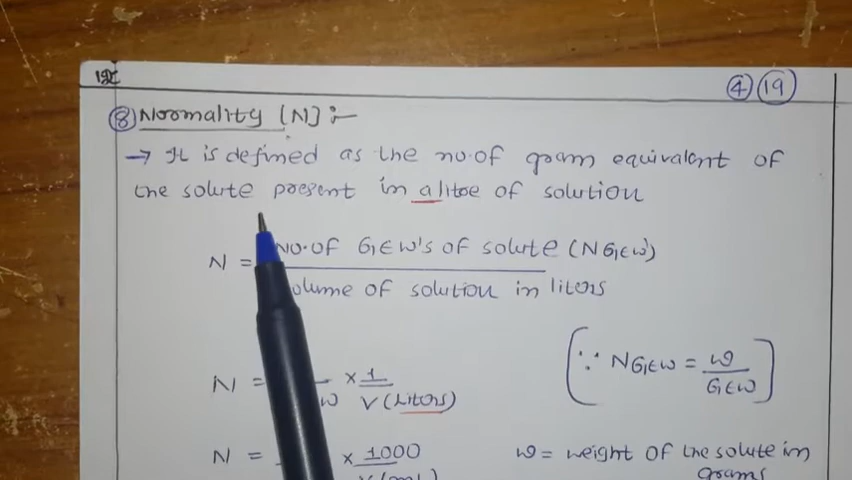 ④ 19
⑧ Normality [N] :-
→ It is defined as the no. of gram equivalent of
the solute present in a litre of solution
N = No. of GEW's of solute (NGEW)
volume of solution in liters
N = w × 1
V (Liters)
[∵ NGEW = w
GEW]
N = × 1000
V (mL)
w = weight of the solute in
grams